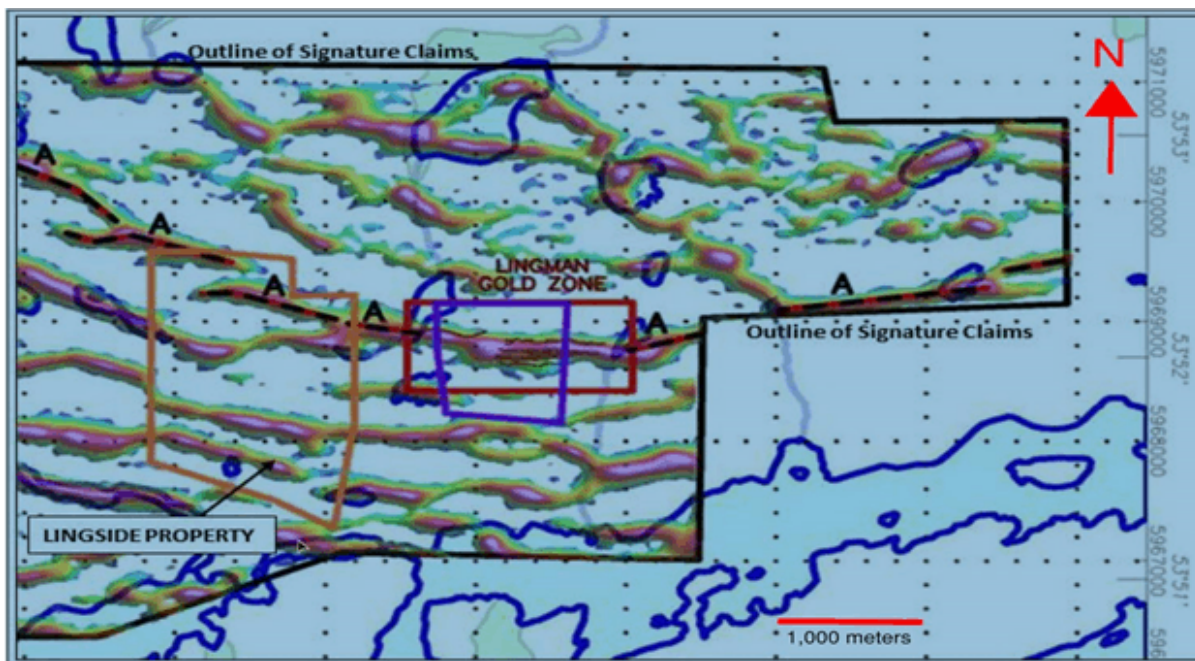 Outline of Signature Claims
N
5971000
53°53'
A
5970000
A
LINGMAN
GOLD ZONE
A
A
A
A
5969000
Outline of Signature Claims
53°52'
5968000
LINGSIDE PROPERTY
5967000
53°51'
1,000 meters